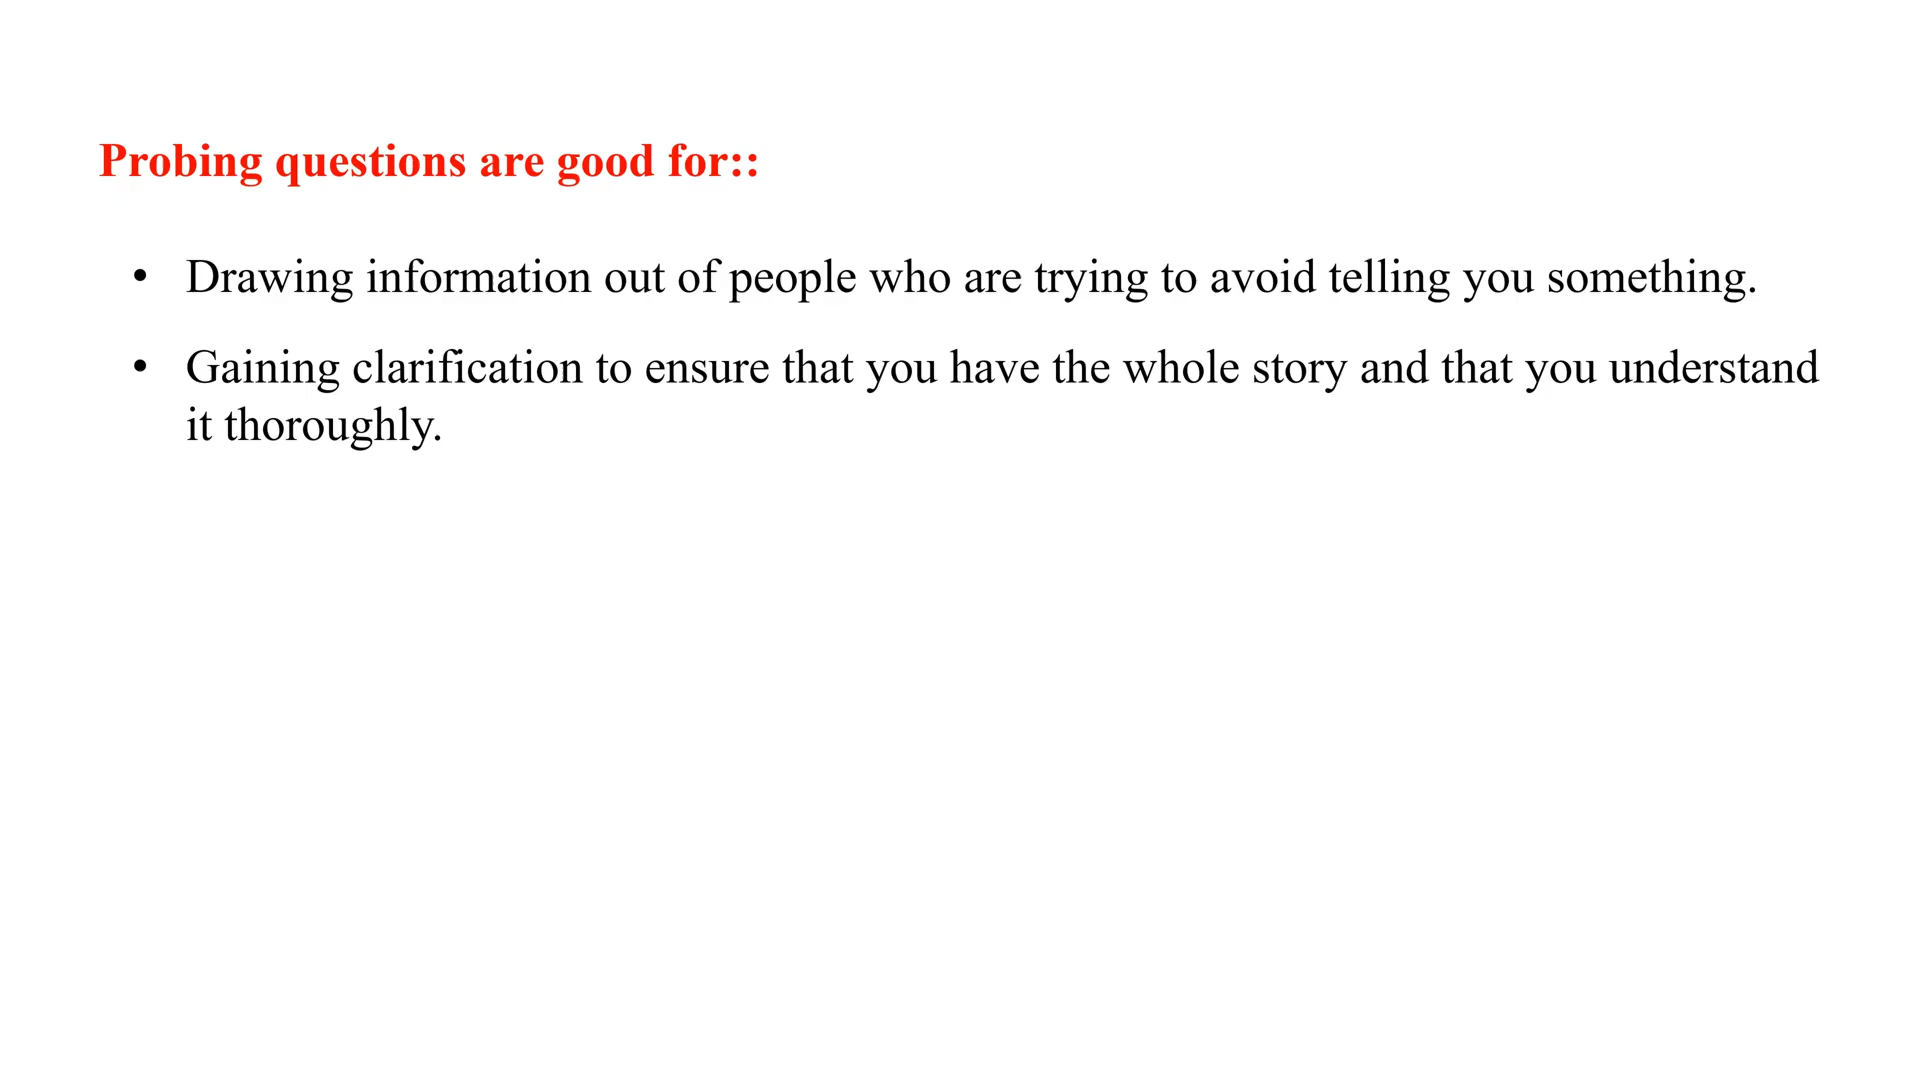 Probing questions are good for::
• Drawing information out of people who are trying to avoid telling you something.
• Gaining clarification to ensure that you have the whole story and that you understand
it thoroughly.